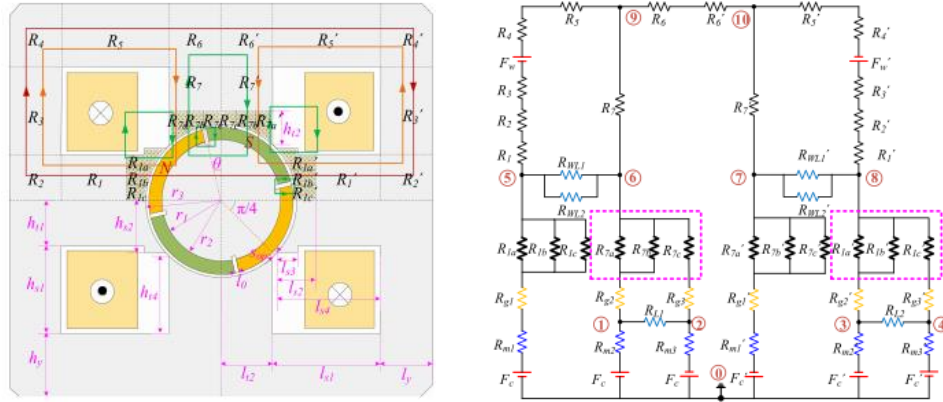 R4 R5 R6 R6′ R5′ R4′
R7 R7′
R3 R3′
R7a R7b R7c R1a
ht2
S
N
θ
R1a R1a′
R1b R1b′
R1c R1c′
R2 R1 R1′ R2′
r3
r1
r2
π/4
ht1
hs2
hs1
ht4
hy
ls3
ls2
ls4
l0
lt2 ls1 ly
R5 ⑨ R6 R6′ ⑩ R5′
R4 R4′
Fw Fw′
R3 R7 R7 R3′
R2 R2′
R1 R1′
RWL1 RWL1′
⑤ ⑥ ⑦ ⑧
RWL2 RWL2′
R1a R1b R1c R7a R7b R7c R7a′ R7b′ R7c R1a R1b′ R1c
Rg1 Rg2 Rg3 Rg1 Rg2′ Rg3′
① RL1 ② ③ RL2 ④
Rm1 Rm2 Rm3 Rm1′ Rm2′ Rm3
Fc Fc Fc ⓪ Fc′ Fc′ Fc′